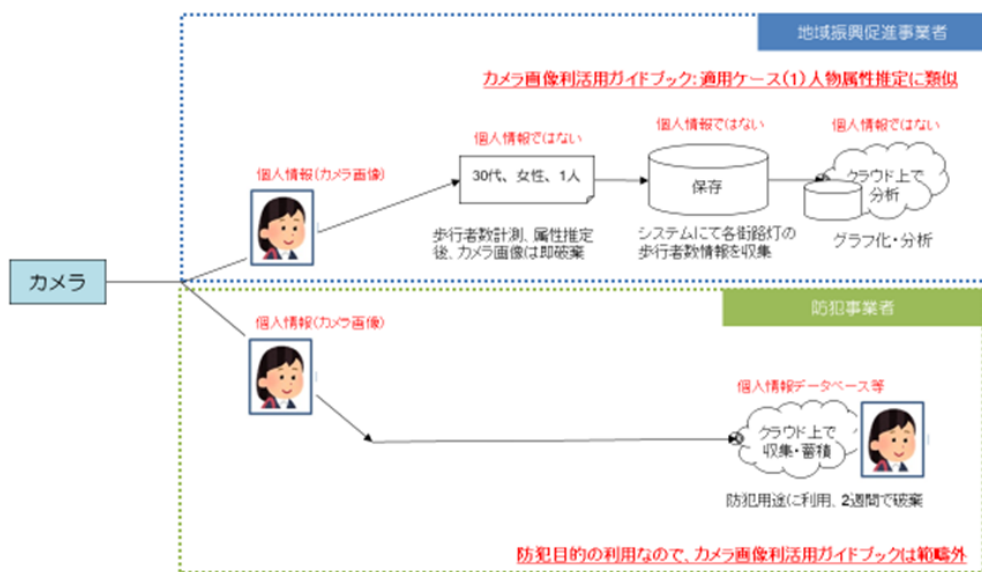 地域振興促進事業者
カメラ画像利活用ガイドブック:適用ケース(1)人物属性推定に類似
個人情報ではない
個人情報ではない
個人情報ではない
個人情報(カメラ画像)
30代、女性、1人
保存
クラウド上で
分析
歩行者数計測、属性推定
後、カメラ画像は即破棄
システムにて各街路灯の
歩行者数情報を収集
グラフ化・分析
カメラ
防犯事業者
個人情報(カメラ画像)
個人情報データベース等
クラウド上で
収集・蓄積
防犯用途に利用、2週間で破棄
防犯目的の利用なので、カメラ画像利活用ガイドブックは範疇外